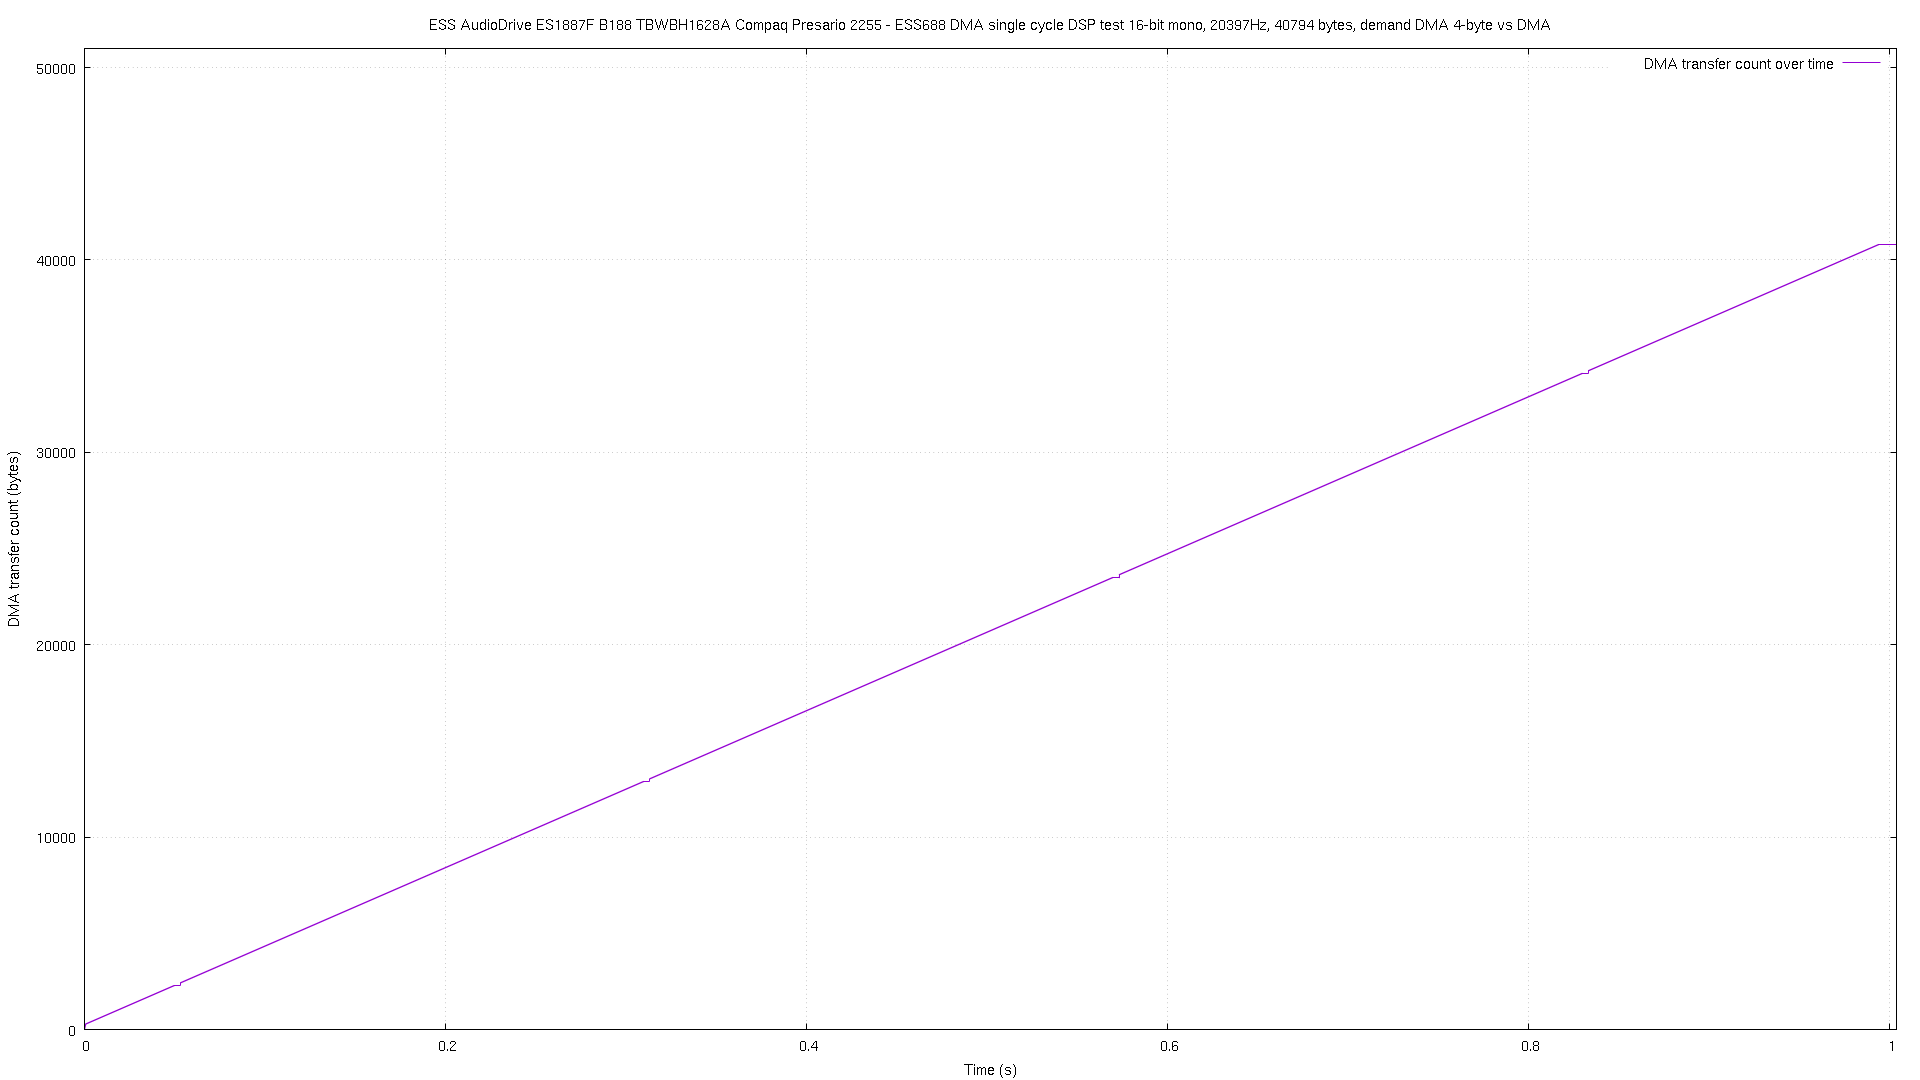 ESS AudioDrive ES1887F B188 TBWBH1628A Compaq Presario 2255 - ESS688 DMA single cycle DSP test 16-bit mono, 20397Hz, 40794 bytes, demand DMA 4-byte vs DMA
DMA transfer count over time
50000
40000
30000
20000
10000
0
DMA transfer count (bytes)
0 0.2 0.4 0.6 0.8 1
Time (s)